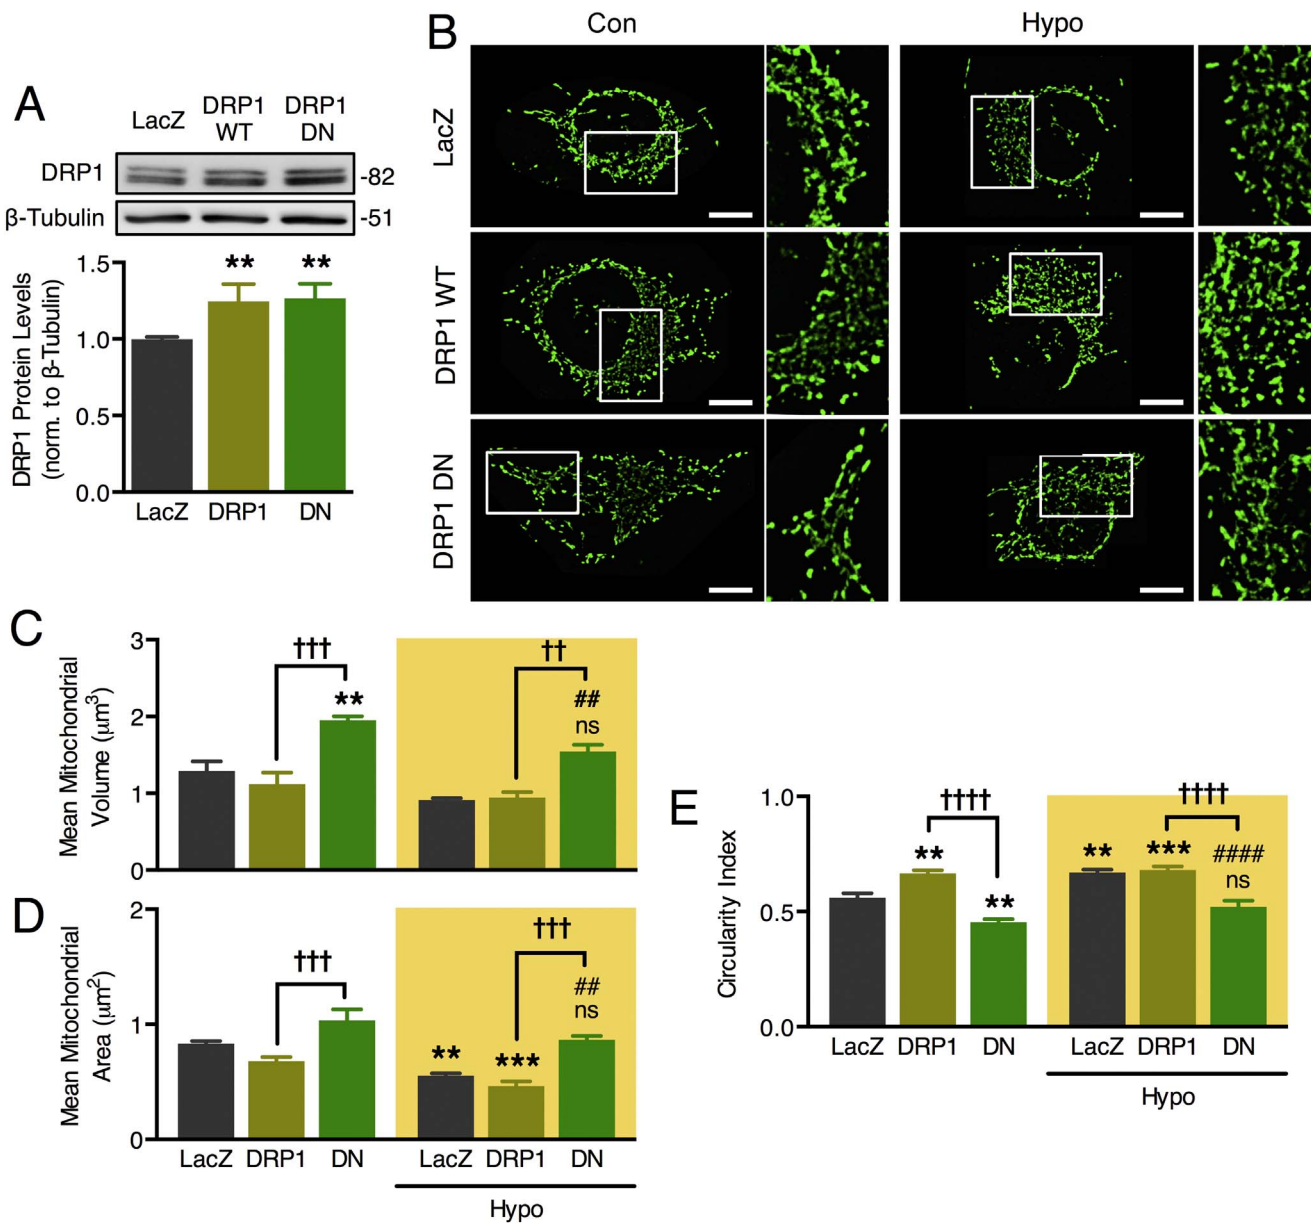 A
LacZ
DRP1
WT
DRP1
DN
DRP1
-82
β-Tubulin
-51
DRP1 Protein Levels
(norm. to β-Tubulin)
1.5
1.0
0.5
0.0
**
**
LacZ
DRP1
DN
B
Con
Hypo
LacZ
DRP1 WT
DRP1 DN
C
Mean Mitochondrial
Volume (μm³)
3
2
1
0
†††
**
††
##
ns
D
Mean Mitochondrial
Area (μm²)
2
1
0
†††
**
***
†††
##
ns
LacZ
DRP1
DN
LacZ
DRP1
DN
Hypo
E
Circularity Index
1.0
0.5
0.0
**
††††
**
**
***
††††
####
ns
LacZ
DRP1
DN
LacZ
DRP1
DN
Hypo